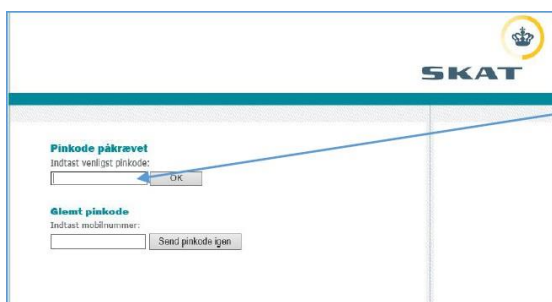 SKAT
Pinkode påkrævet
Indtast venligst pinkode:
OK
Glemt pinkode
Indtast mobilnummer:
Send pinkode igen